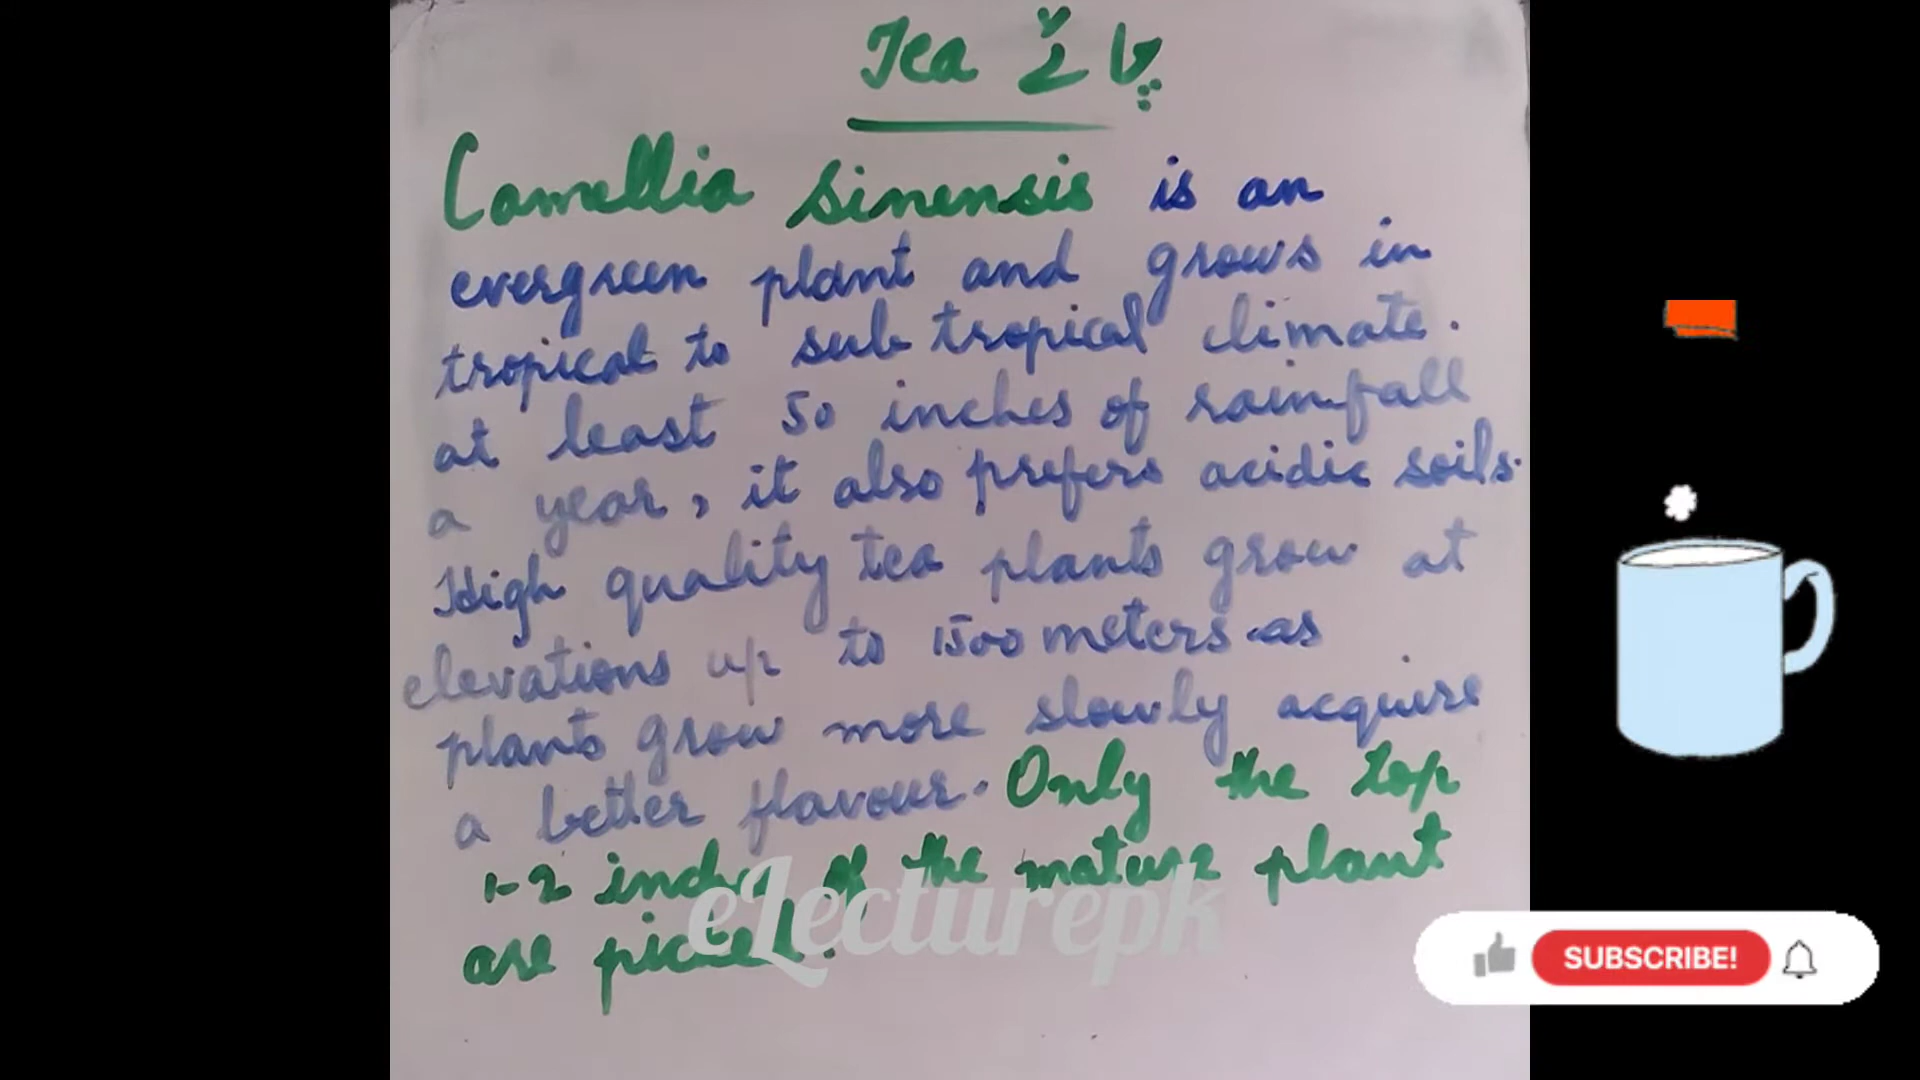 Tea چائے
Camellia sinensis is an
evergreen plant and grows in
tropical to sub tropical climate.
at least 50 inches of rainfall
a year, it also prefers acidic soils.
High quality tea plants grow at
elevations up to 1500 meters as
plants grow more slowly acquire
a better flavour. Only the top
1-2 inches of the mature plant
are picked.
eLecturepk
SUBSCRIBE!